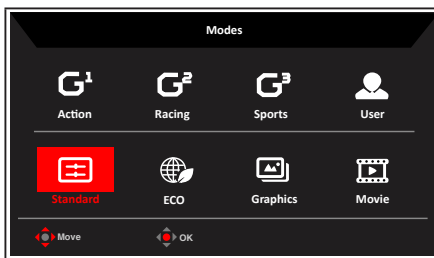 Modes
G¹ G² G³
Action Racing Sports User
Standard ECO Graphics Movie
Move OK